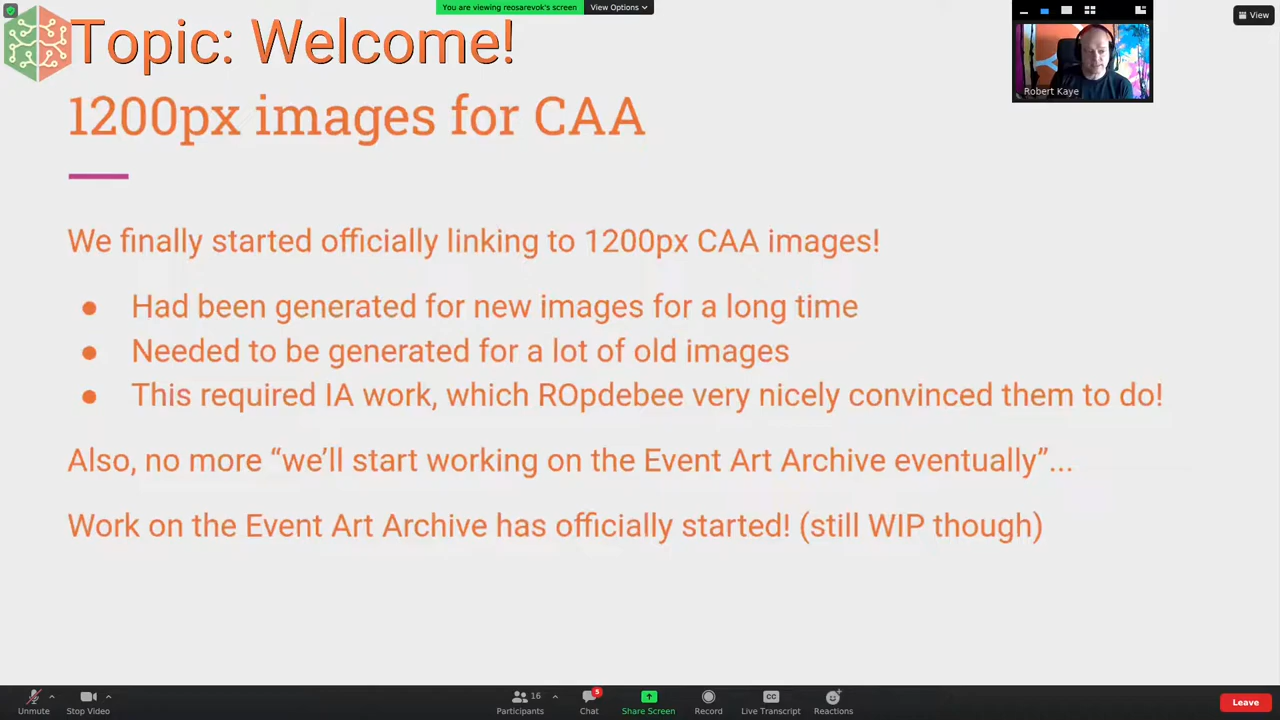 You are viewing reosarevok's screen
View Options
View
Topic: Welcome!
Robert Kaye
1200px images for CAA
We finally started officially linking to 1200px CAA images!
● Had been generated for new images for a long time
● Needed to be generated for a lot of old images
● This required IA work, which ROpdebee very nicely convinced them to do!
Also, no more “we’ll start working on the Event Art Archive eventually”...
Work on the Event Art Archive has officially started! (still WIP though)
Unmute
Stop Video
16
Participants
5
Chat
Share Screen
Record
CC
Live Transcript
Reactions
Leave